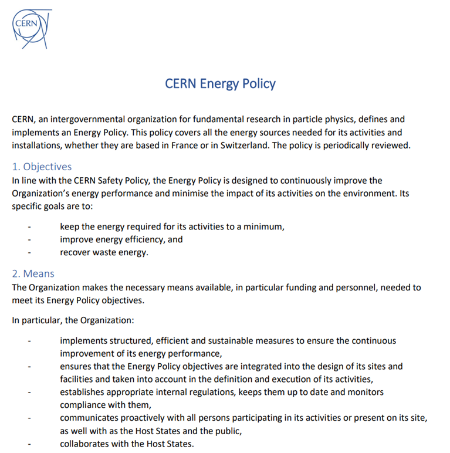 CERN
CERN Energy Policy
CERN, an intergovernmental organization for fundamental research in particle physics, defines and
implements an Energy Policy. This policy covers all the energy sources needed for its activities and
installations, whether they are based in France or in Switzerland. The policy is periodically reviewed.
1. Objectives
In line with the CERN Safety Policy, the Energy Policy is designed to continuously improve the
Organization's energy performance and minimise the impact of its activities on the environment. Its
specific goals are to:
- keep the energy required for its activities to a minimum,
- improve energy efficiency, and
- recover waste energy.
2. Means
The Organization makes the necessary means available, in particular funding and personnel, needed to
meet its Energy Policy objectives.
In particular, the Organization:
- implements structured, efficient and sustainable measures to ensure the continuous
improvement of its energy performance,
- ensures that the Energy Policy objectives are integrated into the design of its sites and
facilities and taken into account in the definition and execution of its activities,
- establishes appropriate internal regulations, keeps them up to date and monitors
compliance with them,
- communicates proactively with all persons participating in its activities or present on its site,
as well as with the Host States and the public,
- collaborates with the Host States.